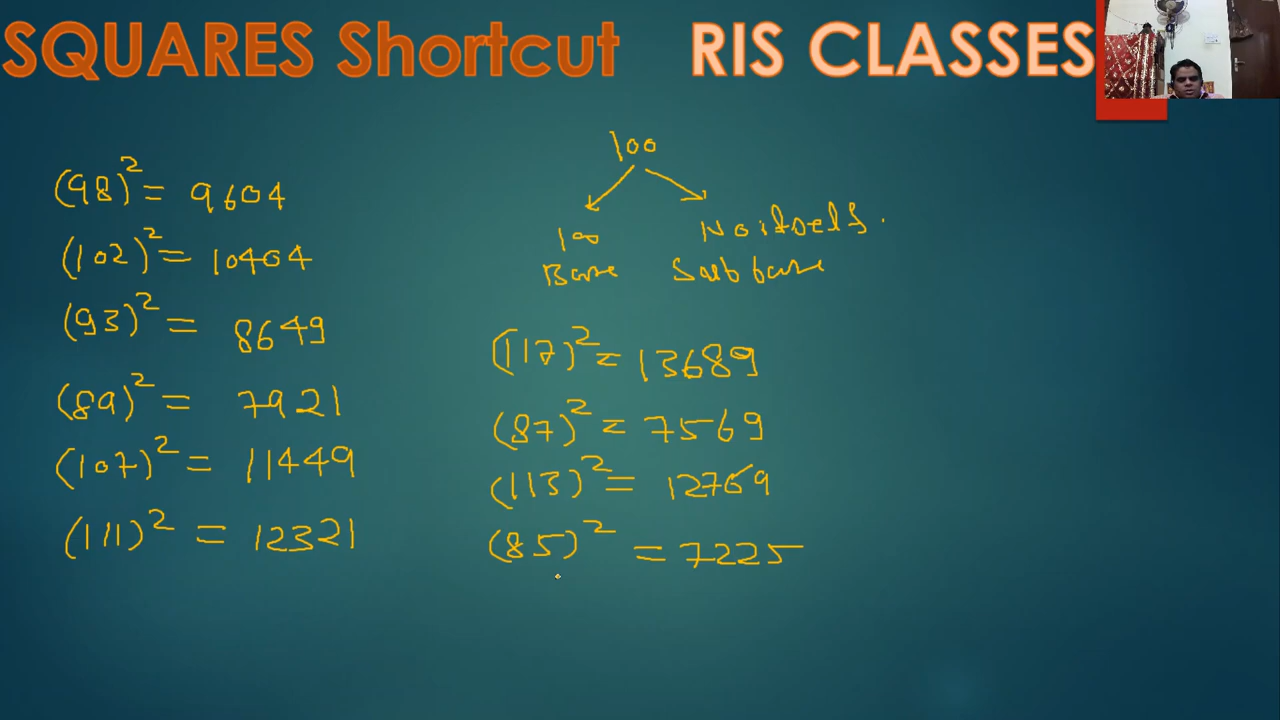 SQUARES Shortcut RIS CLASSES
(98)² = 9604
(102)² = 10404
(93)² = 8649
(89)² = 7921
(107)² = 11449
(111)² = 12321
100
100 No itself.
Base Sub base
(117)² = 13689
(87)² = 7569
(113)² = 12769
(85)² = 7225